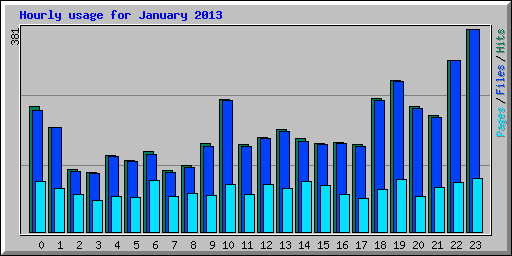 Hourly usage for January 2013
381
Pages / Files / Hits
0 1 2 3 4 5 6 7 8 9 10 11 12 13 14 15 16 17 18 19 20 21 22 23